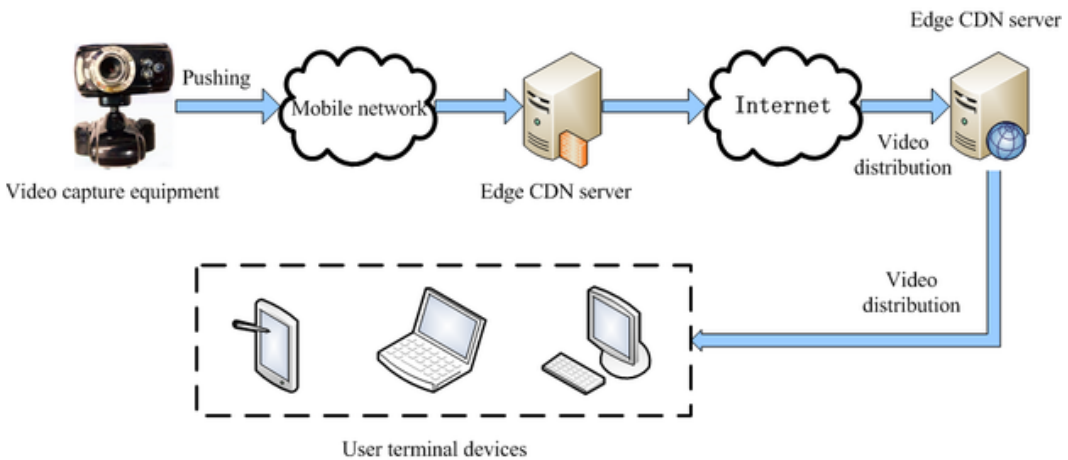 Edge CDN server
Pushing
Mobile network
Internet
Video
distribution
Video capture equipment
Edge CDN server
Video
distribution
User terminal devices